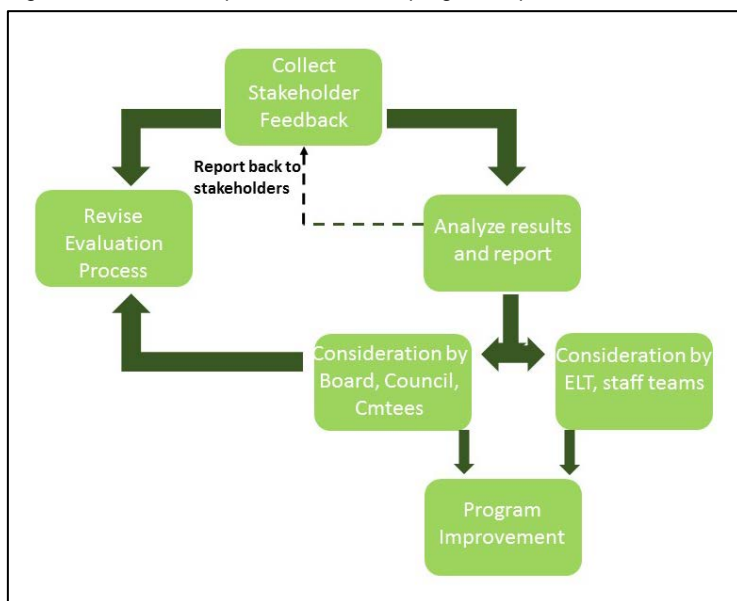 Collect
Stakeholder
Feedback
Report back to
stakeholders
Revise
Evaluation
Process
Analyze results
and report
Consideration by
Board, Council,
Cmtees
Consideration by
ELT, staff teams
Program
Improvement